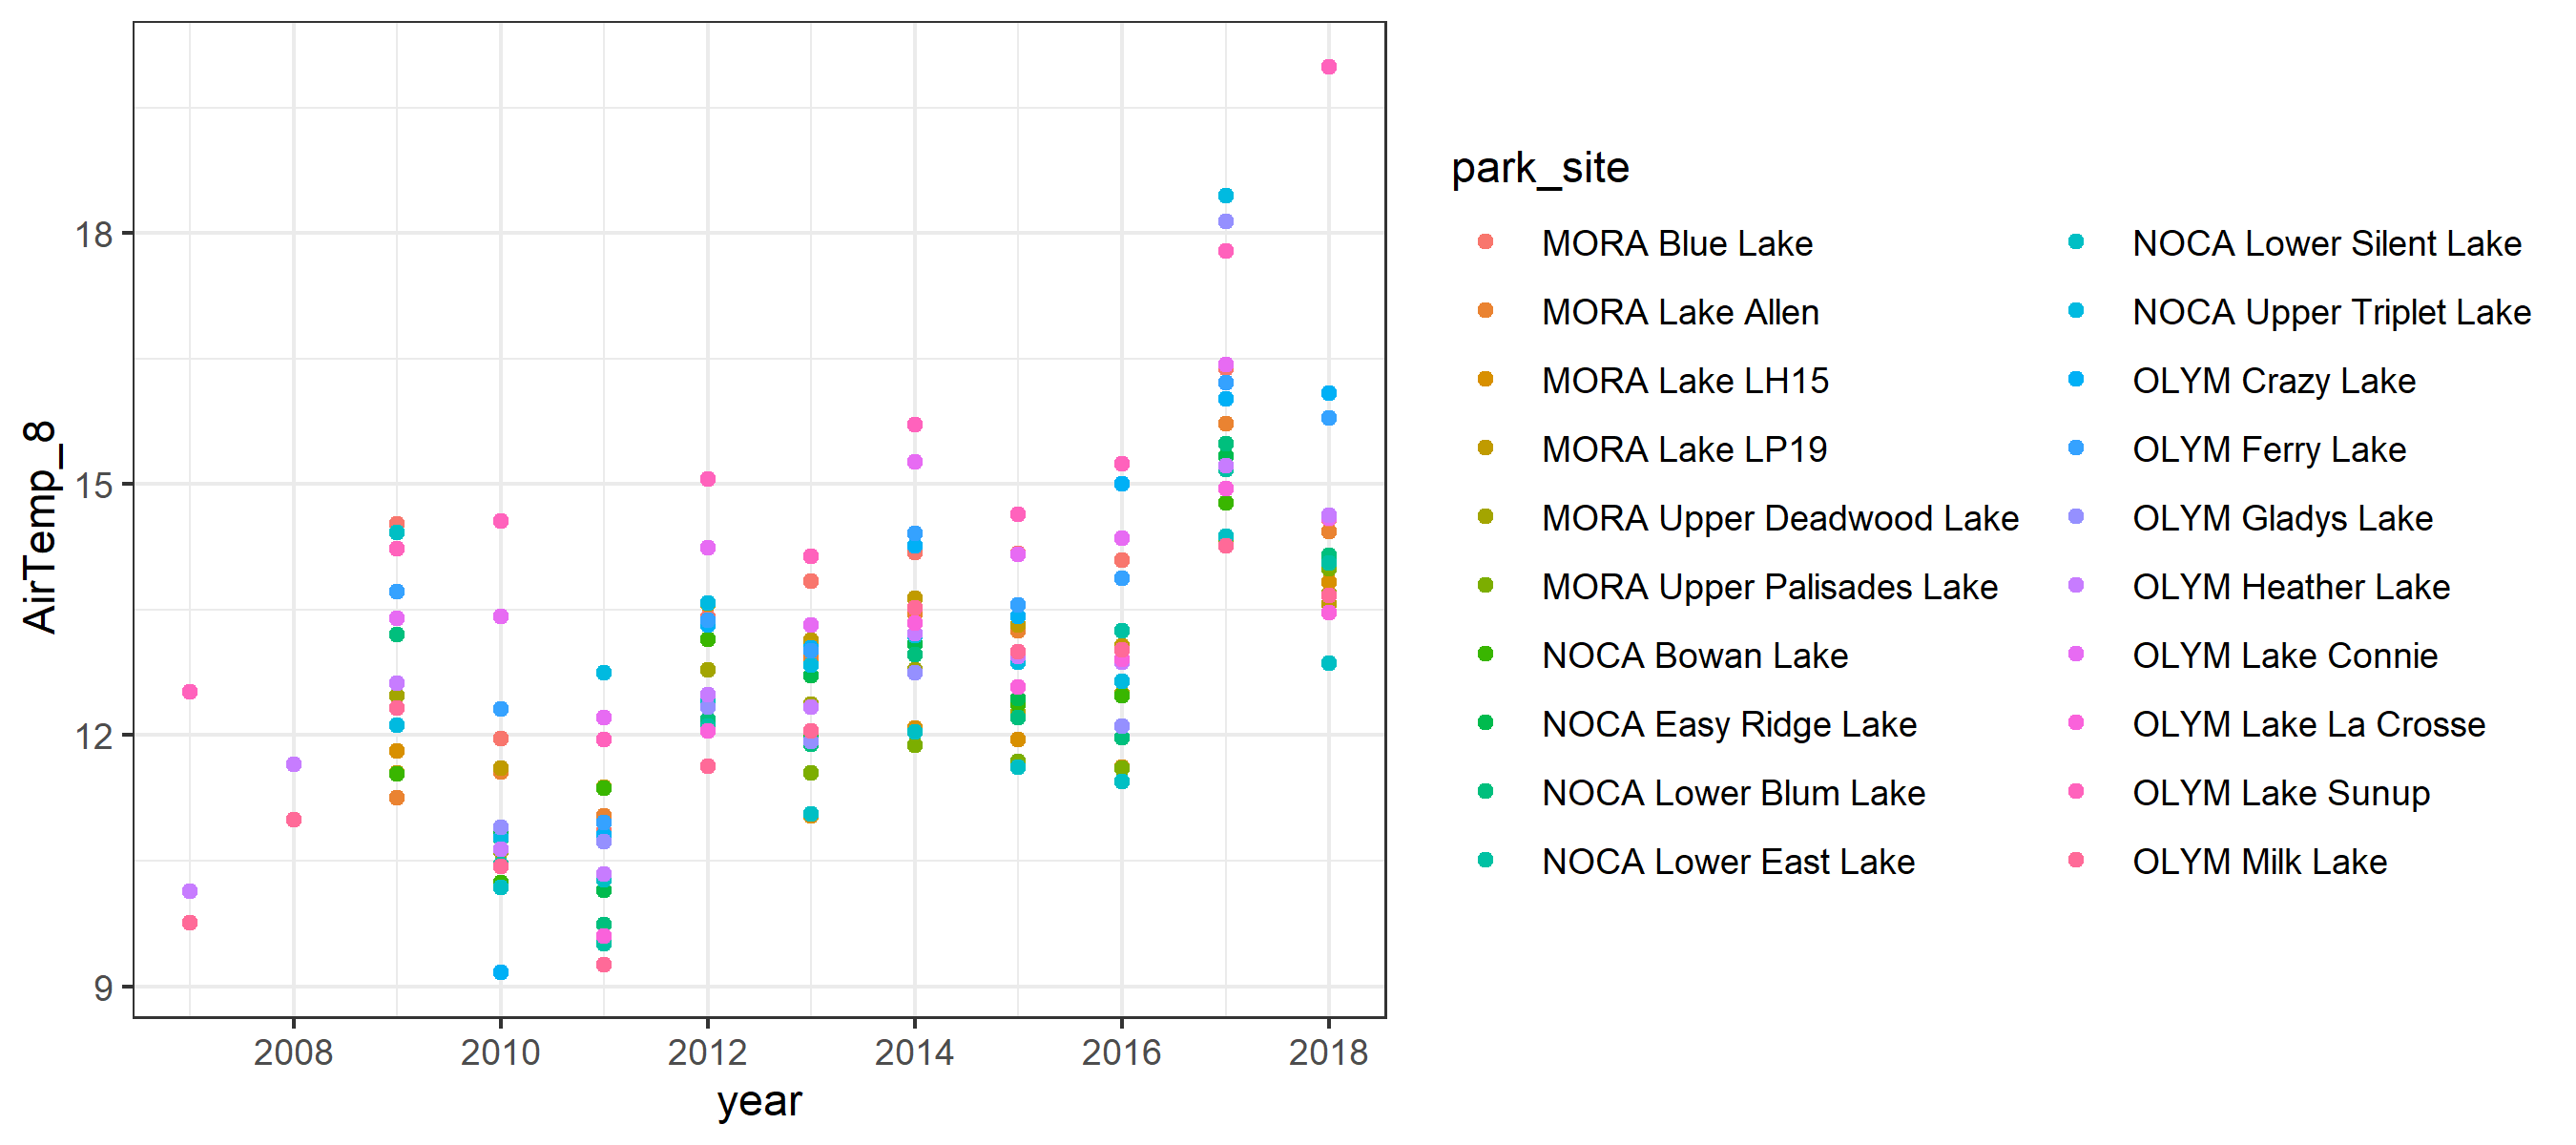 AirTemp_8
18
15
12
9
2008 2010 2012 2014 2016 2018
year
park_site
MORA Blue Lake
MORA Lake Allen
MORA Lake LH15
MORA Lake LP19
MORA Upper Deadwood Lake
MORA Upper Palisades Lake
NOCA Bowan Lake
NOCA Easy Ridge Lake
NOCA Lower Blum Lake
NOCA Lower East Lake
NOCA Lower Silent Lake
NOCA Upper Triplet Lake
OLYM Crazy Lake
OLYM Ferry Lake
OLYM Gladys Lake
OLYM Heather Lake
OLYM Lake Connie
OLYM Lake La Crosse
OLYM Lake Sunup
OLYM Milk Lake